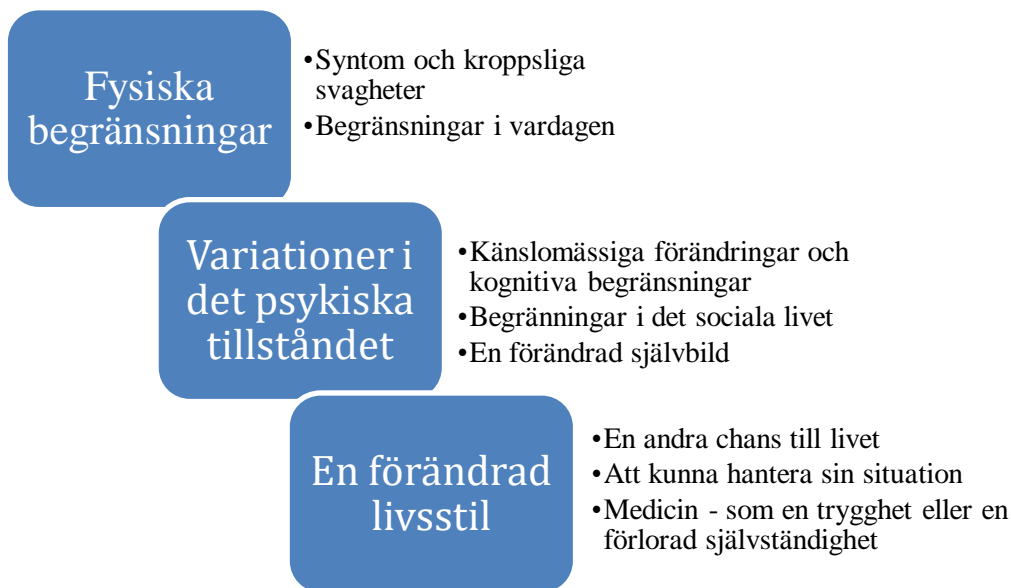 Fysiska
begränsningar
•Syntom och kroppsliga
svagheter
•Begränsningar i vardagen
Variationer i
det psykiska
tillståndet
•Känslomässiga förändringar och
kognitiva begränsningar
•Begränningar i det sociala livet
•En förändrad självbild
En förändrad
livsstil
•En andra chans till livet
•Att kunna hantera sin situation
•Medicin - som en trygghet eller en
förlorad självständighet